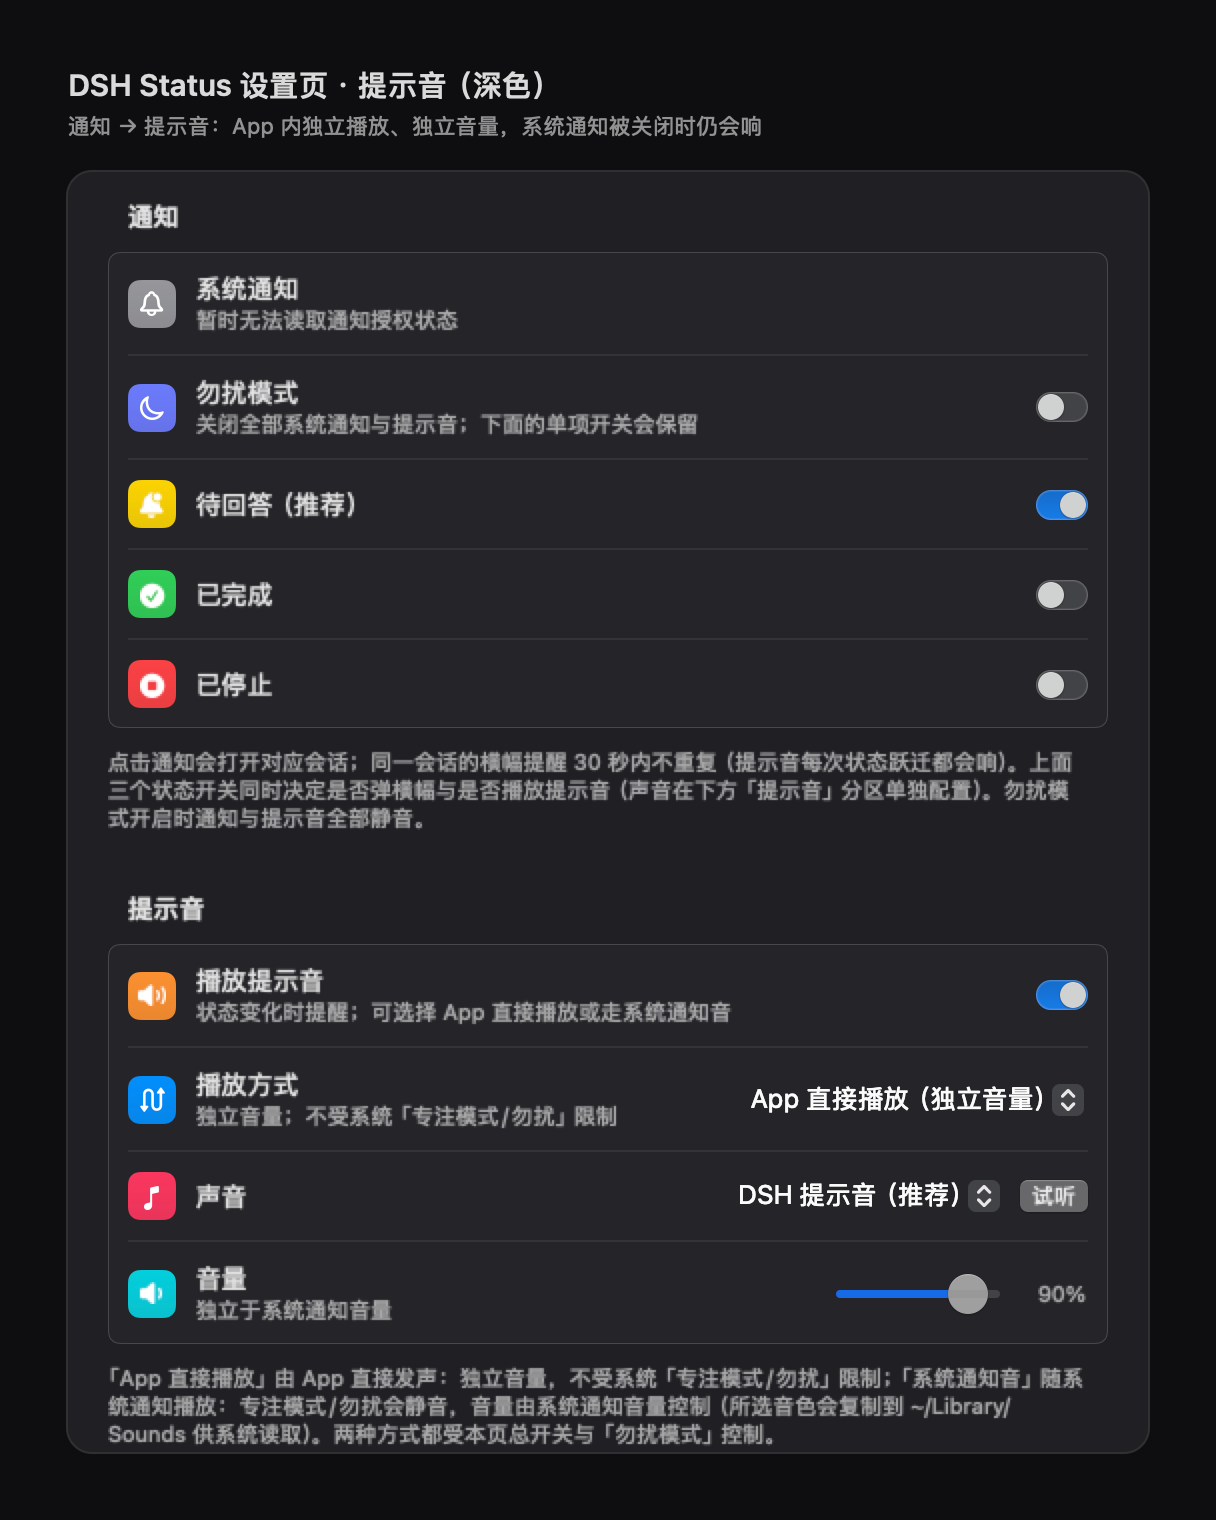 DSH Status 设置页 · 提示音（深色）
通知 → 提示音：App 内独立播放、独立音量，系统通知被关闭时仍会响
通知
系统通知
暂时无法读取通知授权状态
勿扰模式
关闭全部系统通知与提示音；下面的单项开关会保留
待回答（推荐）
已完成
已停止
点击通知会打开对应会话；同一会话的横幅提醒 30 秒内不重复（提示音每次状态跃迁都会响）。上面
三个状态开关同时决定是否弹横幅与是否播放提示音（声音在下方「提示音」分区单独配置）。勿扰模
式开启时通知与提示音全部静音。
提示音
播放提示音
状态变化时提醒；可选择 App 直接播放或走系统通知音
播放方式
独立音量；不受系统「专注模式/勿扰」限制
App 直接播放（独立音量）
声音
DSH 提示音（推荐）
试听
音量
独立于系统通知音量
90%
「App 直接播放」由 App 直接发声：独立音量，不受系统「专注模式/勿扰」限制；「系统通知音」随系
统通知播放：专注模式/勿扰会静音，音量由系统通知音量控制（所选音色会复制到 ~/Library/
Sounds 供系统读取）。两种方式都受本页总开关与「勿扰模式」控制。